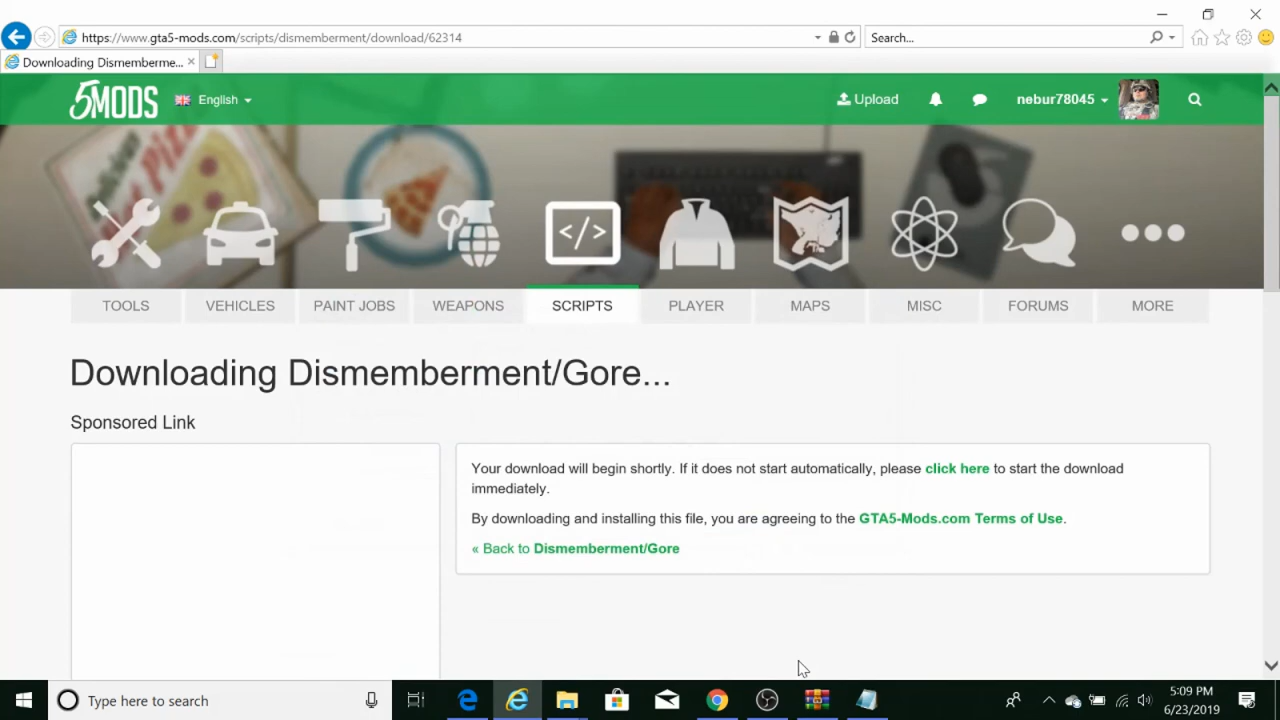 https://www.gta5-mods.com/scripts/dismemberment/download/62314
Search...
Downloading Dismemberme...
5MODS
English
Upload
nebur78045
TOOLS
VEHICLES
PAINT JOBS
WEAPONS
</>
SCRIPTS
PLAYER
MAPS
MISC
FORUMS
MORE
Downloading Dismemberment/Gore...
Sponsored Link
Your download will begin shortly. If it does not start automatically, please click here to start the download
immediately.
By downloading and installing this file, you are agreeing to the GTA5-Mods.com Terms of Use.
« Back to Dismemberment/Gore
Type here to search
5:09 PM
6/23/2019